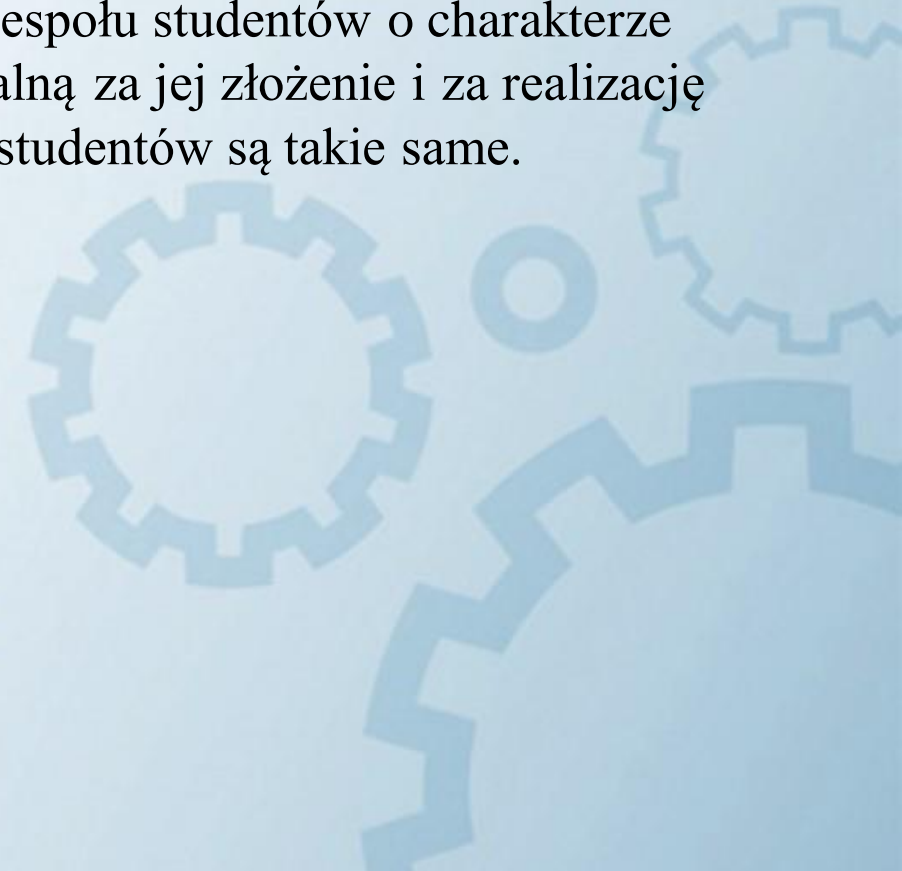 espołu studentów o charakterze
alną za jej złożenie i za realizację
studentów są takie same.